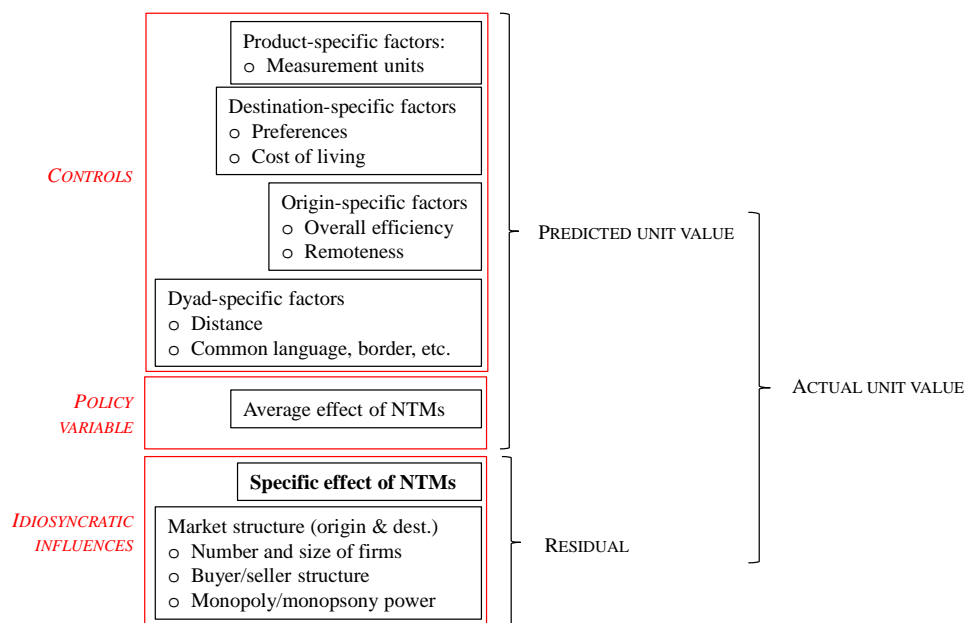 Product-specific factors:
o Measurement units
Destination-specific factors
o Preferences
o Cost of living
CONTROLS
Origin-specific factors
o Overall efficiency
o Remoteness
PREDICTED UNIT VALUE
Dyad-specific factors
o Distance
o Common language, border, etc.
ACTUAL UNIT VALUE
POLICY
VARIABLE
Average effect of NTMs
Specific effect of NTMs
IDIOSYNCRATIC
INFLUENCES
Market structure (origin & dest.)
o Number and size of firms
o Buyer/seller structure
o Monopoly/monopsony power
RESIDUAL